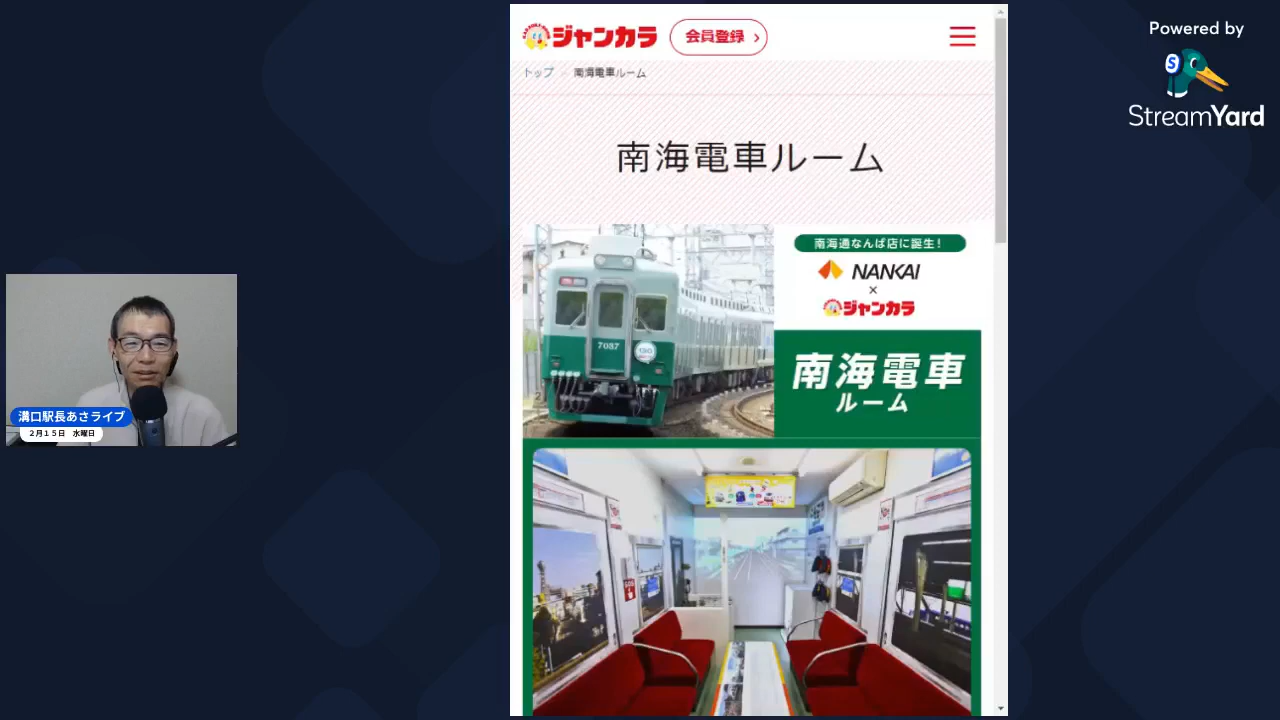 ジャンカラ
会員登録
トップ
南海電車ルーム
南海電車ルーム
南海通なんば店に誕生!
NANKAI
×
ジャンカラ
南海電車
ルーム
7037
溝口駅長あさライブ
2月15日 水曜日
Powered by
S
StreamYard